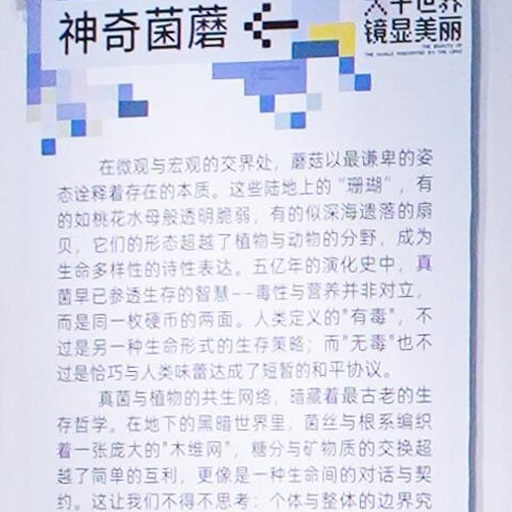 神奇菌蘑
大千世界
镜显美丽
THE BEAUTY OF
THE WORLD DISCOVERED BY THE LENS
在微观与宏观的交界处，蘑菇以最谦卑的姿
态诠释着存在的本质。这些陆地上的“珊瑚”，有
的如桃花水母般透明脆弱，有的似深海遗落的扇
贝，它们的形态超越了植物与动物的分野，成为
生命多样性的诗性表达。五亿年的演化史中，真
菌早已参透生存的智慧--毒性与营养并非对立，
而是同一枚硬币的两面。人类定义的"有毒"，不
过是另一种生命形式的生存策略；而"无毒"也不
过是恰巧与人类味蕾达成了短暂的和平协议。
真菌与植物的共生网络，暗藏着最古老的生
存哲学。在地下的黑暗世界里，菌丝与根系编织
着一张庞大的"木维网"，糖分与矿物质的交换超
越了简单的互利，更像是一种生命间的对话与契
约。这让我们不得不思考：个体与整体的边界究